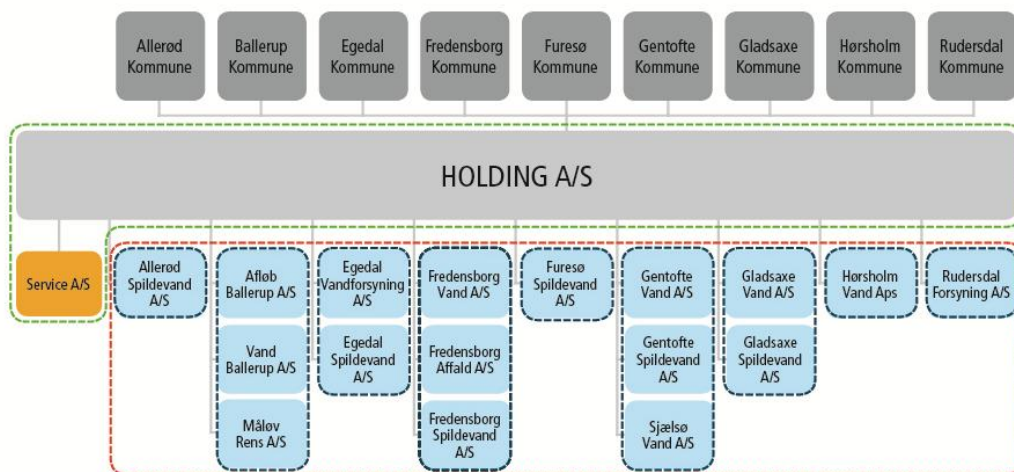 Allerød
Kommune
Ballerup
Kommune
Egedal
Kommune
Fredensborg
Kommune
Furesø
Kommune
Gentofte
Kommune
Gladsaxe
Kommune
Hørsholm
Kommune
Rudersdal
Kommune
HOLDING A/S
Service A/S
Allerød
Spildevand
A/S
Afløb
Ballerup A/S
Vand
Ballerup A/S
Måløv
Rens A/S
Egedal
Vandforsyning
A/S
Egedal
Spildevand
A/S
Fredensborg
Vand A/S
Fredensborg
Affald A/S
Fredensborg
Spildevand
A/S
Furesø
Spildevand
A/S
Gentofte
Vand A/S
Gentofte
Spildevand
A/S
Sjælsø
Vand A/S
Gladsaxe
Vand A/S
Gladsaxe
Spildevand
A/S
Hørsholm
Vand Aps
Rudersdal
Forsyning A/S